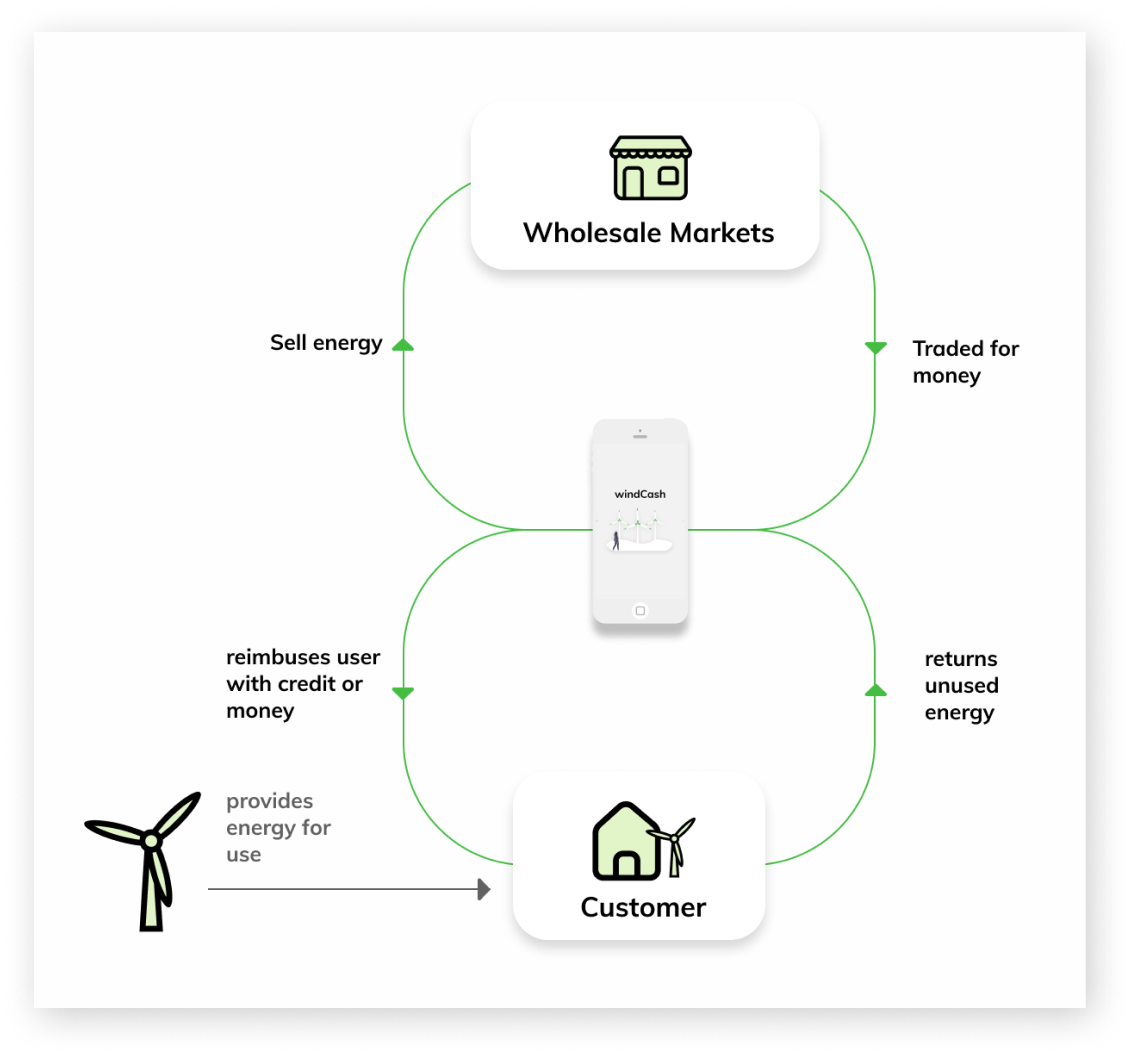 Wholesale Markets
Sell energy
Traded for
money
windCash
reimbuses user
with credit or
money
returns
unused
energy
provides
energy for
use
Customer